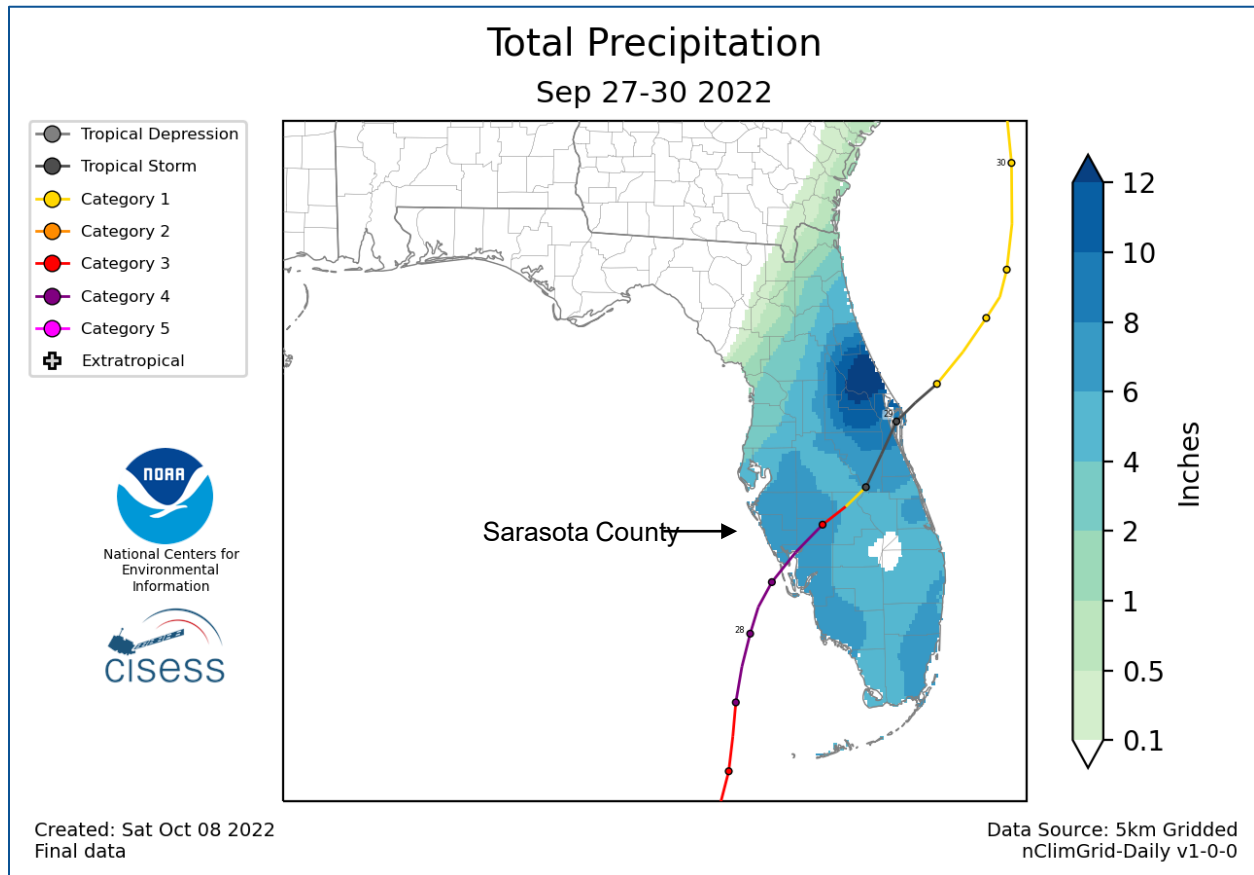 Total Precipitation
Sep 27-30 2022
Tropical Depression
Tropical Storm
Category 1
Category 2
Category 3
Category 4
Category 5
Extratropical
30
29
28
Sarasota County
12
10
8
6
4
2
1
0.5
0.1
Inches
NOAA
National Centers for
Environmental
Information
CISESS
Created: Sat Oct 08 2022
Final data
Data Source: 5km Gridded
nClimGrid-Daily v1-0-0